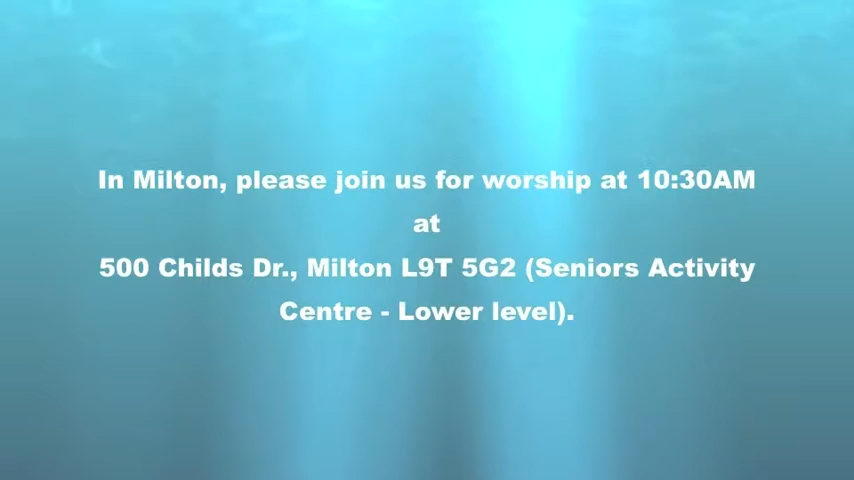 In Milton, please join us for worship at 10:30AM
at
500 Childs Dr., Milton L9T 5G2 (Seniors Activity
Centre - Lower level).